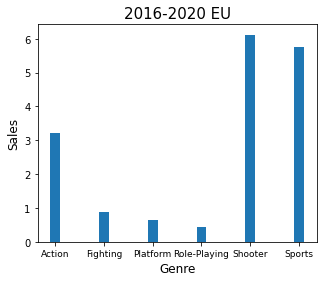 2016-2020 EU
Sales
6
5
4
3
2
1
0
Action Fighting Platform Role-Playing Shooter Sports
Genre